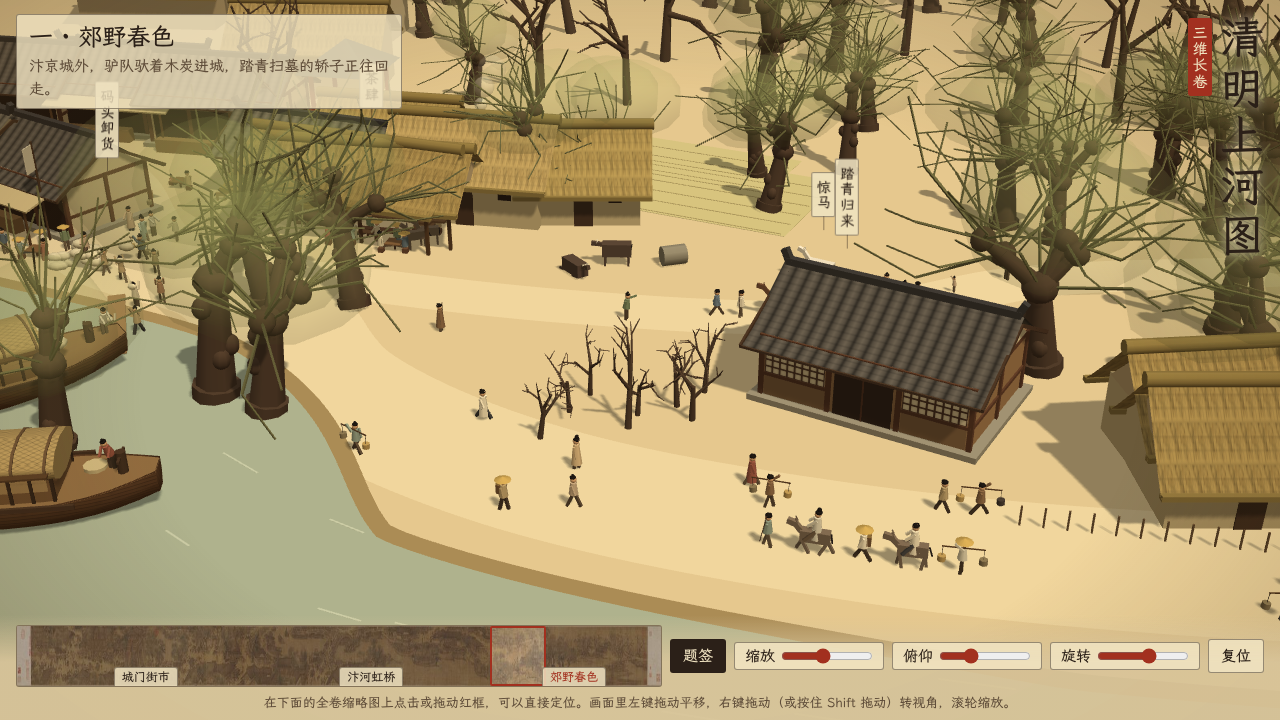 一・郊野春色
汴京城外，驴队驮着木炭进城，踏青扫墓的轿子正往回
走。
清明上河图
三维长卷
码头卸货
茶肆
惊马
踏青归来
城门街市
汴河虹桥
郊野春色
题签
缩放
俯仰
旋转
复位
在下面的全卷缩略图上点击或拖动红框，可以直接定位。画面里左键拖动平移，右键拖动（或按住 Shift 拖动）转视角，滚轮缩放。